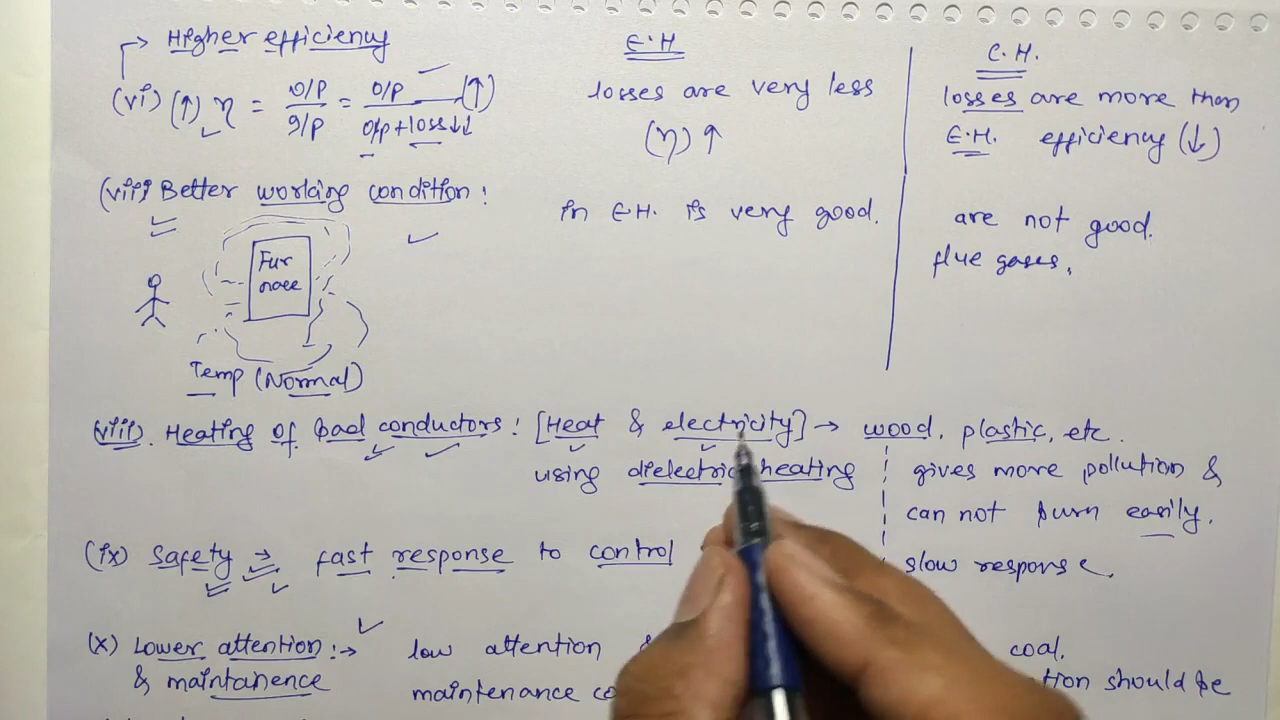 → Higher efficiency
E.H
C.H.
(vi) (↑) η = O/P / I/P = O/P / O/P + loss↓↓ (↑)
losses are very less
(η) ↑
losses are more than
E.H. efficiency (↓)
(vii) Better working condition :
in E.H. is very good.
are not good.
flue gases.
Fur
nace
Temp (Normal)
(viii). Heating of bad conductors : [Heat & electricity] → wood, plastic, etc.
using dielectric heating
gives more pollution &
can not burn easily.
(ix) Safety → fast response to control
slow response.
(x) Lower attention :→ low attention
& maintanence maintenance
coal.
should be